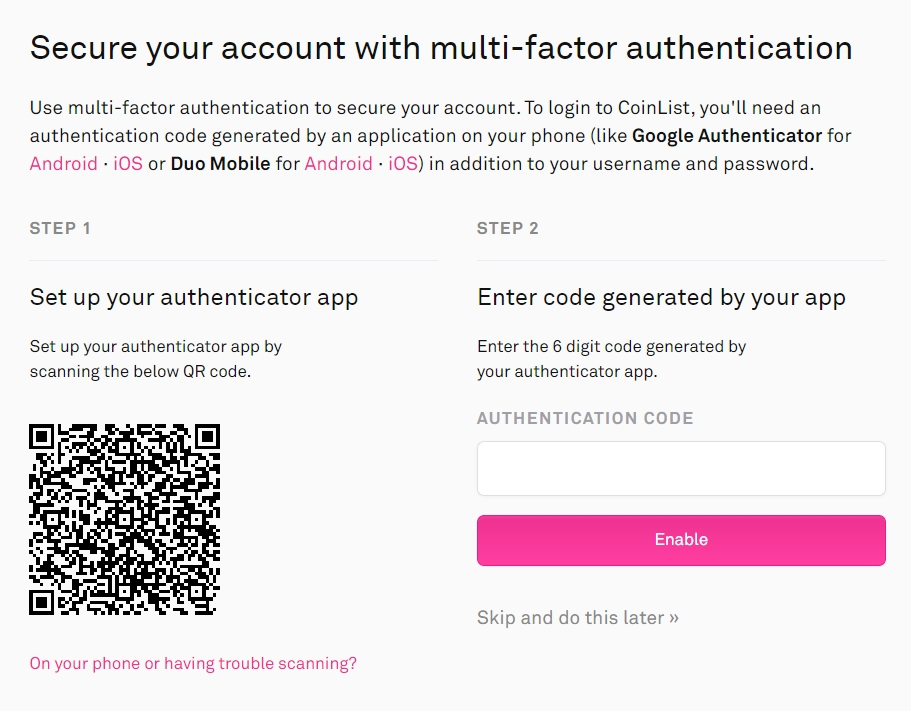 Secure your account with multi-factor authentication
Use multi-factor authentication to secure your account. To login to CoinList, you'll need an
authentication code generated by an application on your phone (like Google Authenticator for
Android · iOS or Duo Mobile for Android · iOS) in addition to your username and password.
STEP 1
Set up your authenticator app
Set up your authenticator app by
scanning the below QR code.
On your phone or having trouble scanning?
STEP 2
Enter code generated by your app
Enter the 6 digit code generated by
your authenticator app.
AUTHENTICATION CODE
Enable
Skip and do this later »